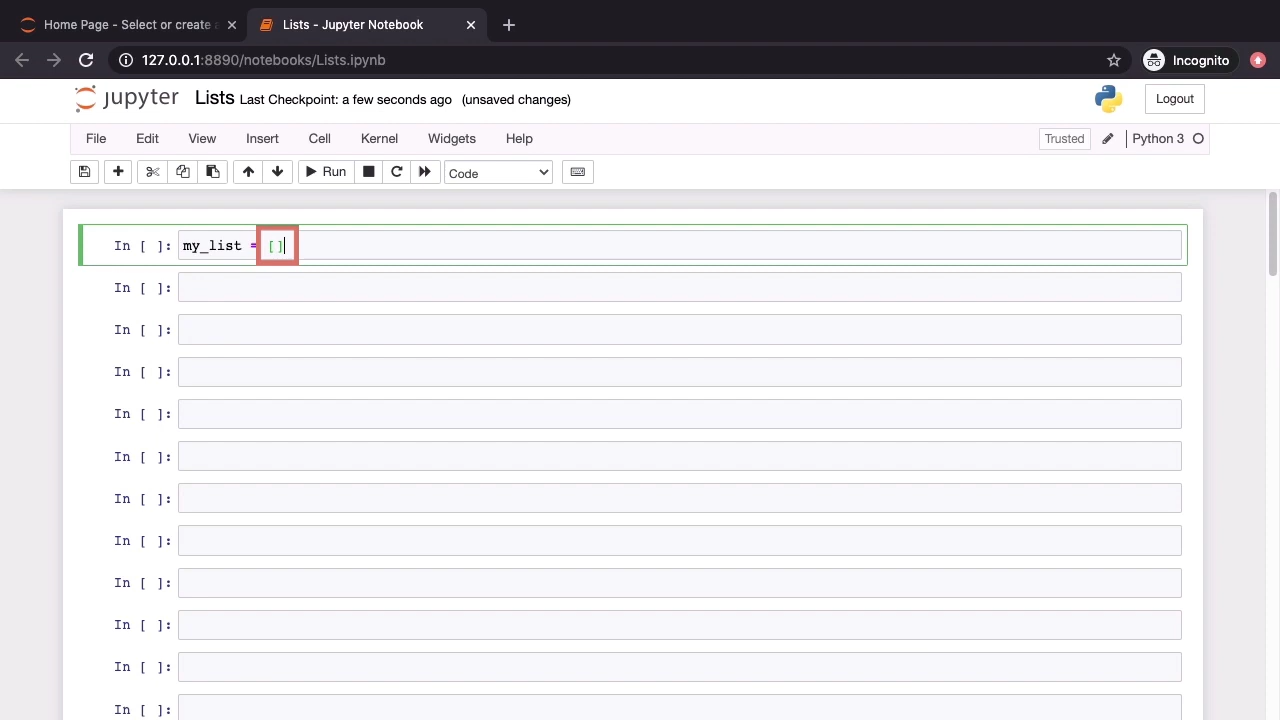 Home Page - Select or create a
Lists - Jupyter Notebook
127.0.0.1:8890/notebooks/Lists.ipynb
Incognito
jupyter Lists Last Checkpoint: a few seconds ago (unsaved changes)
Logout
File Edit View Insert Cell Kernel Widgets Help
Trusted
Python 3
Run
Code
In [ ]: my_list = []
In [ ]:
In [ ]:
In [ ]:
In [ ]:
In [ ]:
In [ ]:
In [ ]:
In [ ]:
In [ ]:
In [ ]:
In [ ]: